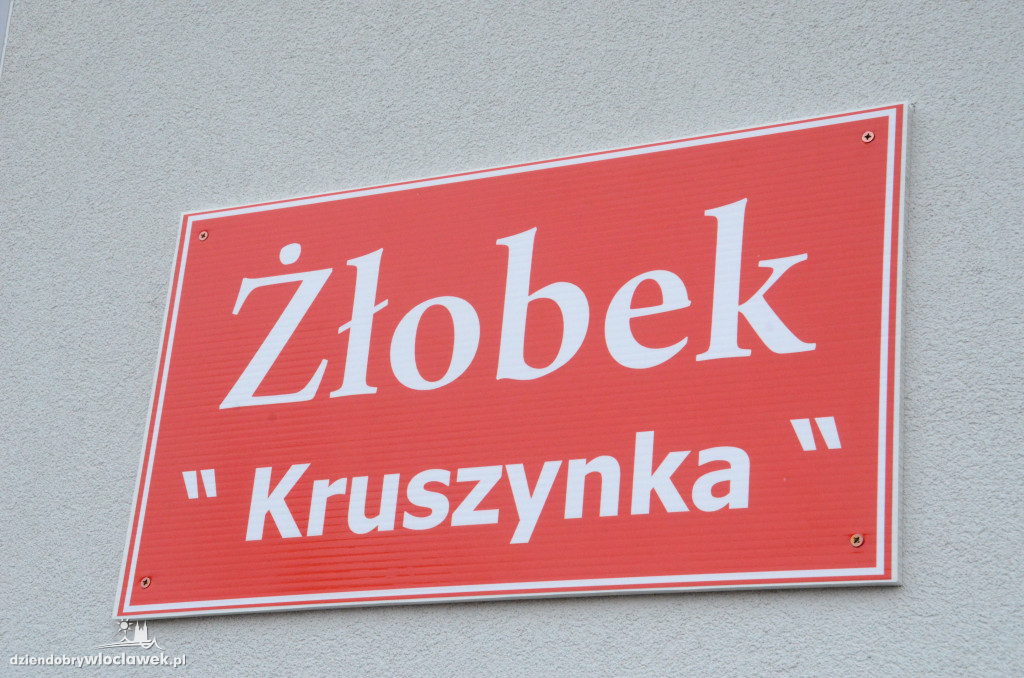 Żłobek
“ Kruszynka “
dziendobrywloclawek.pl